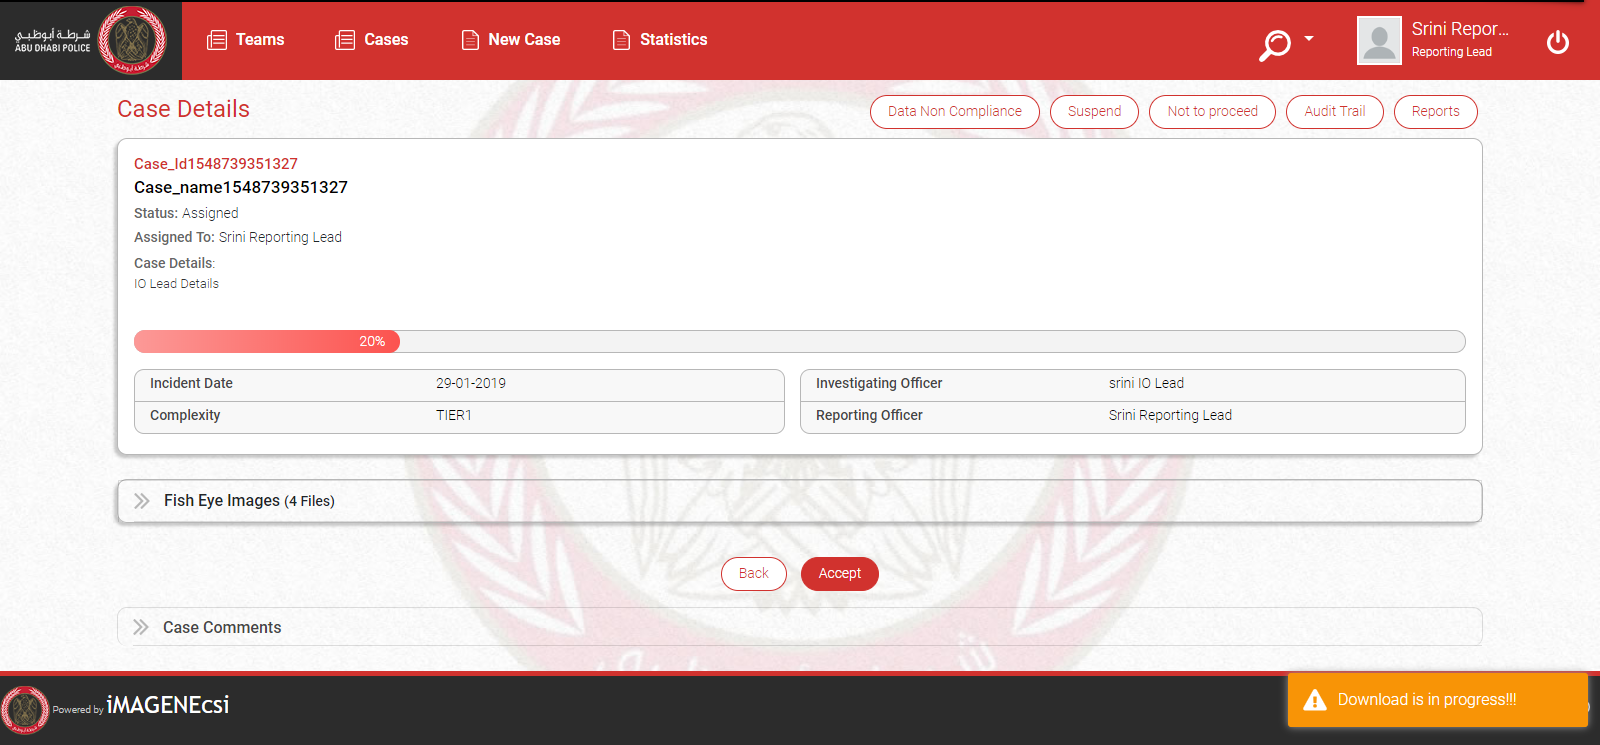 شرطة أبوظبي
ABU DHABI POLICE
Teams
Cases
New Case
Statistics
Srini Repor...
Reporting Lead
Case Details
Data Non Compliance
Suspend
Not to proceed
Audit Trail
Reports
Case_Id1548739351327
Case_name1548739351327
Status: Assigned
Assigned To: Srini Reporting Lead
Case Details:
IO Lead Details
20%
Incident Date 29-01-2019
Complexity TIER1
Investigating Officer srini IO Lead
Reporting Officer Srini Reporting Lead
Fish Eye Images (4 Files)
Back
Accept
Case Comments
Powered by iMAGENEcsi
Download is in progress!!!